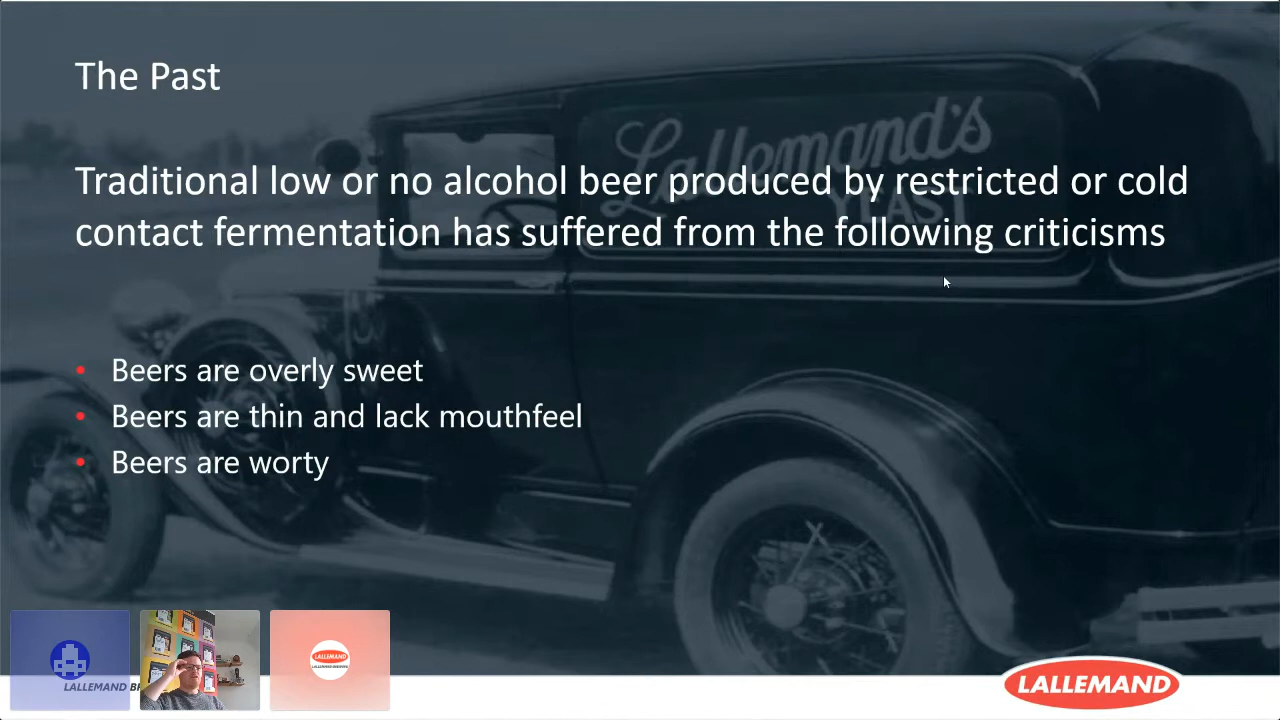 The Past
Lallemand's
YEAST
Traditional low or no alcohol beer produced by restricted or cold
contact fermentation has suffered from the following criticisms
• Beers are overly sweet
• Beers are thin and lack mouthfeel
• Beers are worty
LALLEMAND
LALLEMAND BREWING
LALLEMAND